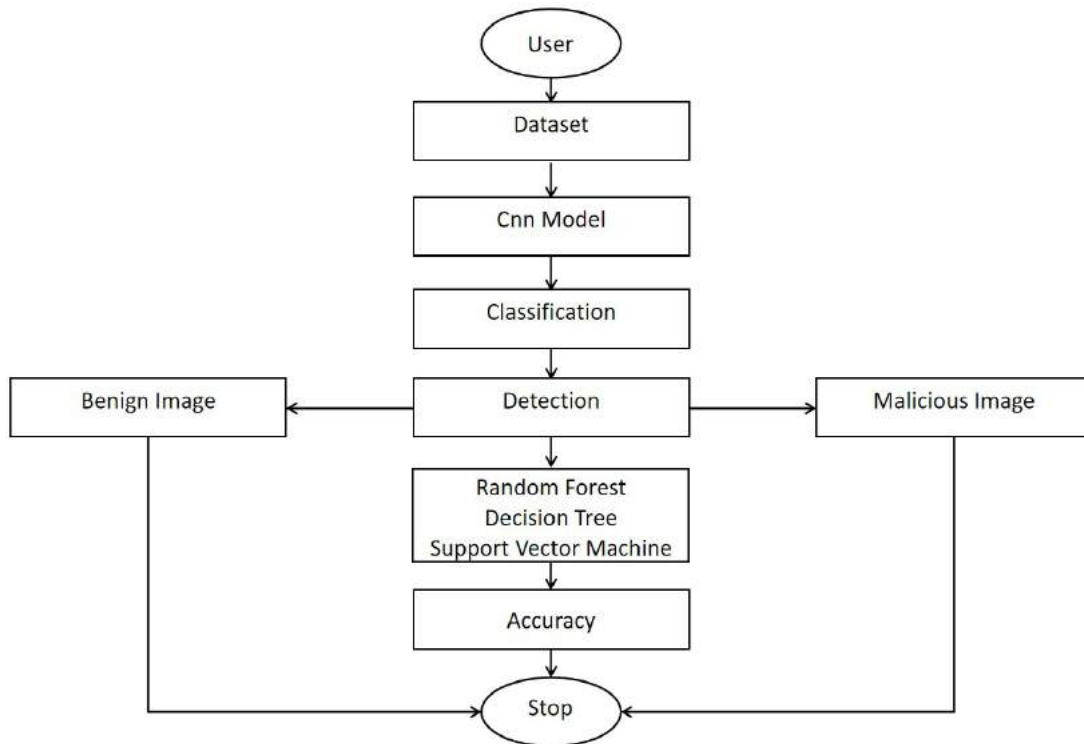 User
Dataset
Cnn Model
Classification
Benign Image
Detection
Malicious Image
Random Forest
Decision Tree
Support Vector Machine
Accuracy
Stop